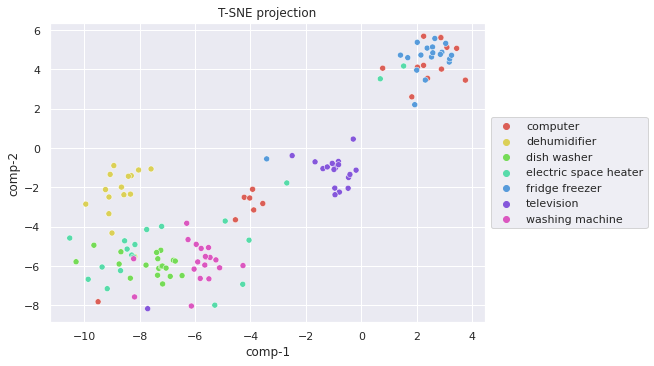 T-SNE projection
6
4
2
0
−2
−4
−6
−8
comp-2
−10
−8
−6
−4
−2
0
2
4
comp-1
computer
dehumidifier
dish washer
electric space heater
fridge freezer
television
washing machine